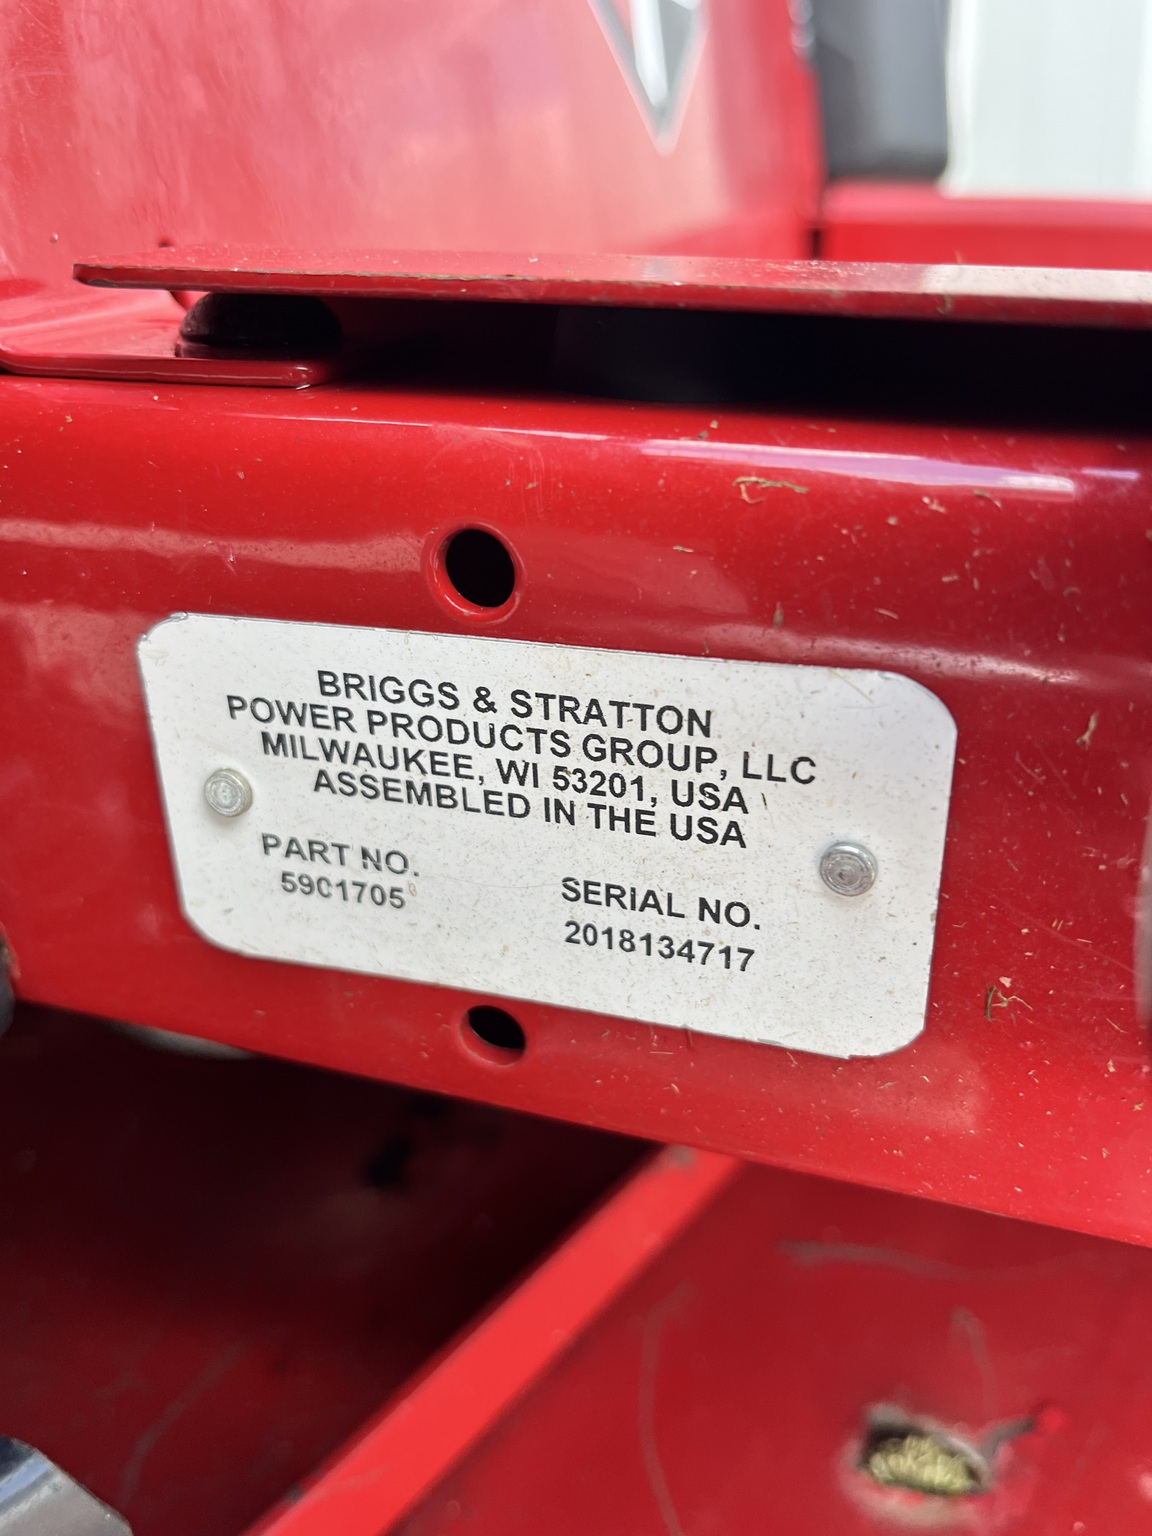 BRIGGS & STRATTON
POWER PRODUCTS GROUP, LLC
MILWAUKEE, WI 53201, USA
ASSEMBLED IN THE USA
PART NO.
5901705
SERIAL NO.
2018134717